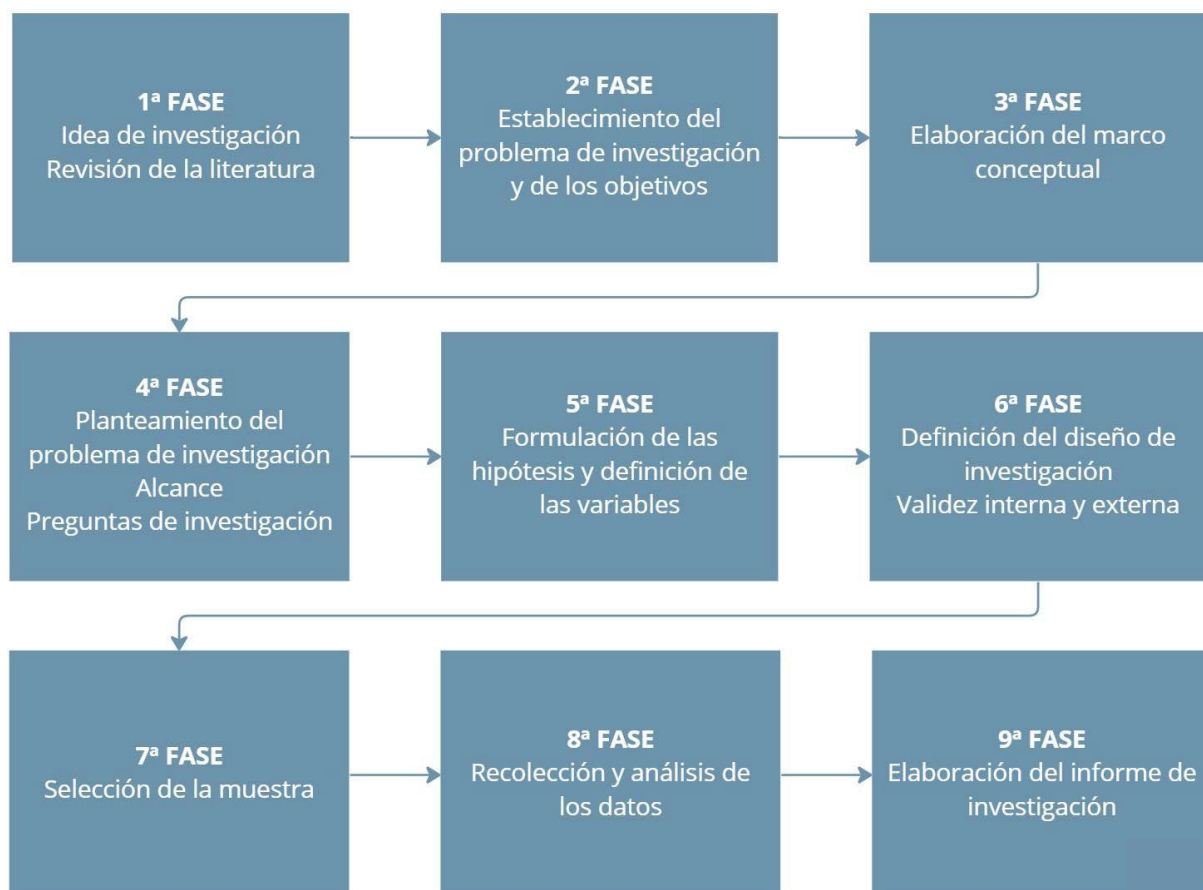 1ª FASE
Idea de investigación
Revisión de la literatura
2ª FASE
Establecimiento del
problema de investigación
y de los objetivos
3ª FASE
Elaboración del marco
conceptual
4ª FASE
Planteamiento del
problema de investigación
Alcance
Preguntas de investigación
5ª FASE
Formulación de las
hipótesis y definición de
las variables
6ª FASE
Definición del diseño de
investigación
Validez interna y externa
7ª FASE
Selección de la muestra
8ª FASE
Recolección y análisis de
los datos
9ª FASE
Elaboración del informe de
investigación